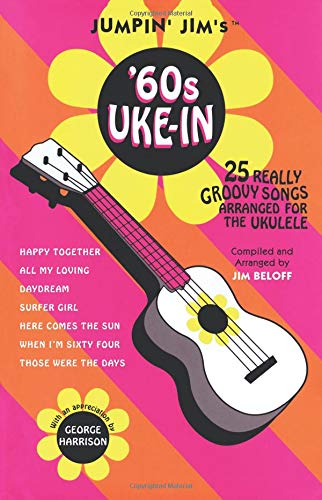 JUMPIN' JIM's™
'60s
UKE-IN
25 REALLY
GROOVY SONGS
ARRANGED FOR
THE UKULELE
Compiled and
Arranged by
JIM BELOFF
HAPPY TOGETHER
ALL MY LOVING
DAYDREAM
SURFER GIRL
HERE COMES THE SUN
WHEN I'M SIXTY FOUR
THOSE WERE THE DAYS
With an appreciation by
GEORGE
HARRISON